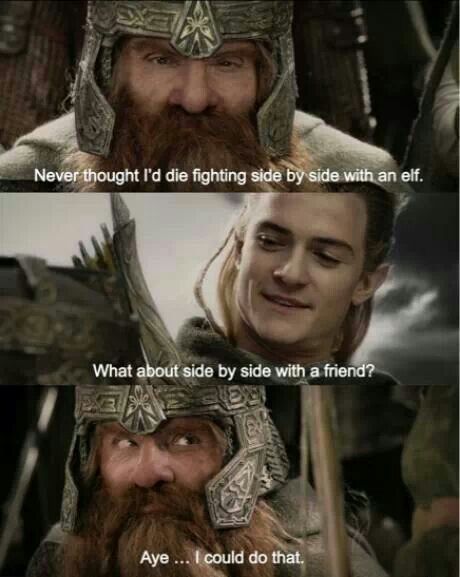 Never thought I'd die fighting side by side with an elf.
What about side by side with a friend?
Aye ... I could do that.